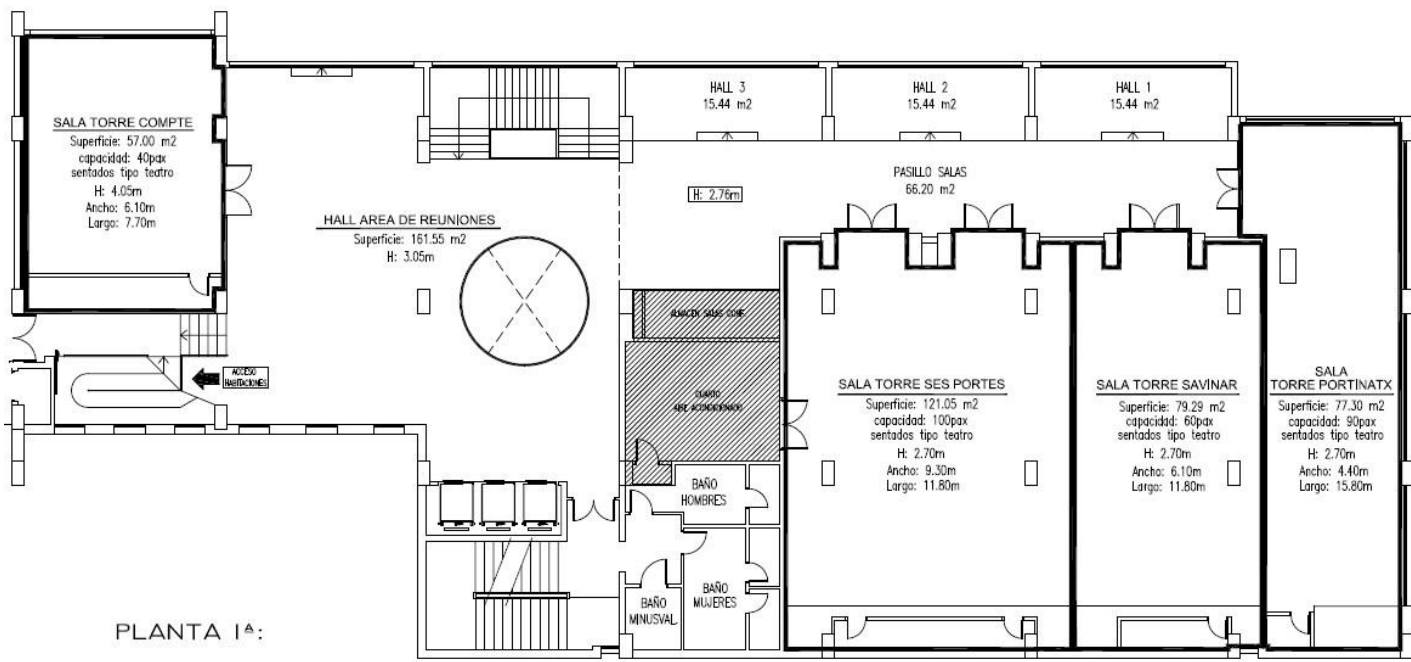 SALA TORRE COMPTE
Superficie: 57.00 m2
capacidad: 40pax
sentados tipo teatro
H: 4.05m
Ancho: 6.10m
Largo: 7.70m
HALL AREA DE REUNIONES
Superficie: 161.55 m2
H: 3.05m
HALL 3
15.44 m2
HALL 2
15.44 m2
HALL 1
15.44 m2
H: 2.76m
PASILLO SALAS
66.20 m2
ACCESO
HABITACIONES
ALMACEN SALAS CONF.
CUARTO
AIRE ACONDICIONADO
SALA TORRE SES PORTES
Superficie: 121.05 m2
capacidad: 100pax
sentados tipo teatro
H: 2.70m
Ancho: 9.30m
Largo: 11.80m
SALA TORRE SAVINAR
Superficie: 79.29 m2
capacidad: 60pax
sentados tipo teatro
H: 2.70m
Ancho: 6.10m
Largo: 11.80m
SALA
TORRE PORTINATX
Superficie: 77.30 m2
capacidad: 90pax
sentados tipo teatro
H: 2.70m
Ancho: 4.40m
Largo: 15.80m
BAÑO
HOMBRES
BAÑO
MUJERES
BAÑO
MINUSVAL.
PLANTA 1ª: